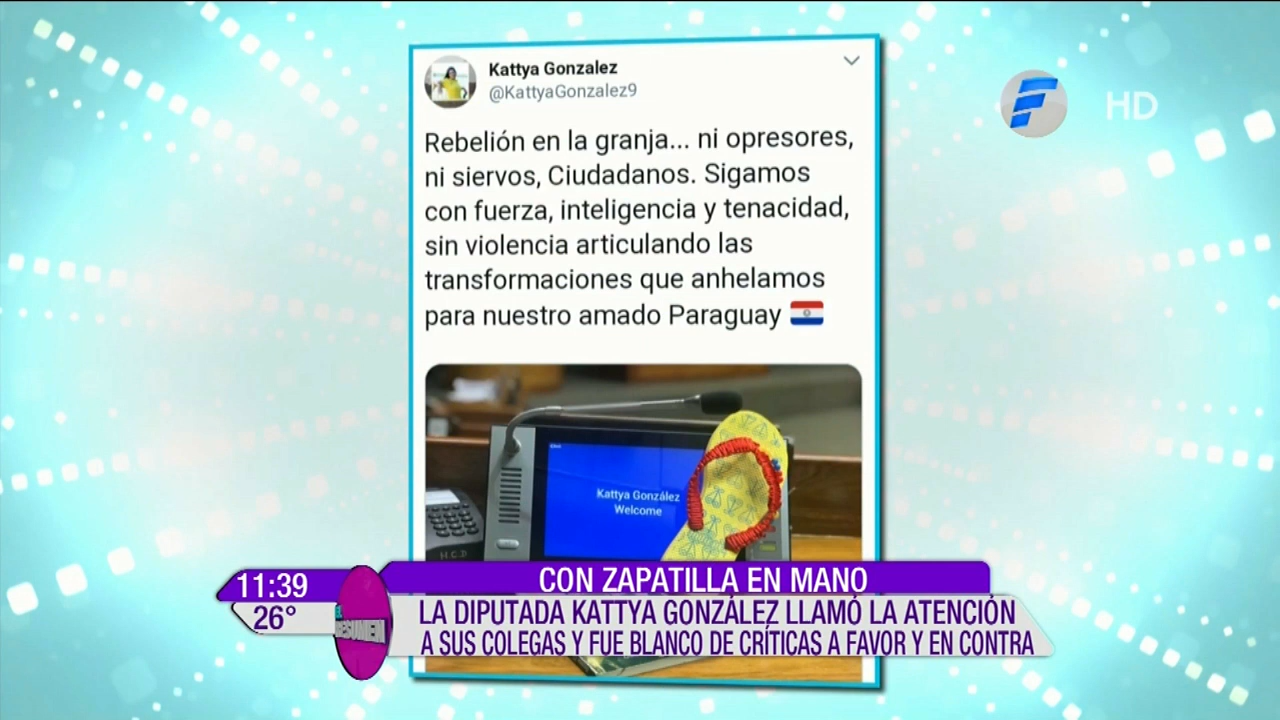 Kattya Gonzalez
@KattyaGonzalez9
HD
Rebelión en la granja... ni opresores,
ni siervos, Ciudadanos. Sigamos
con fuerza, inteligencia y tenacidad,
sin violencia articulando las
transformaciones que anhelamos
para nuestro amado Paraguay
Kattya González
Welcome
H.C.D
11:39
CON ZAPATILLA EN MANO
26°
EL RESUMEN
LA DIPUTADA KATTYA GONZÁLEZ LLAMÓ LA ATENCIÓN
A SUS COLEGAS Y FUE BLANCO DE CRÍTICAS A FAVOR Y EN CONTRA